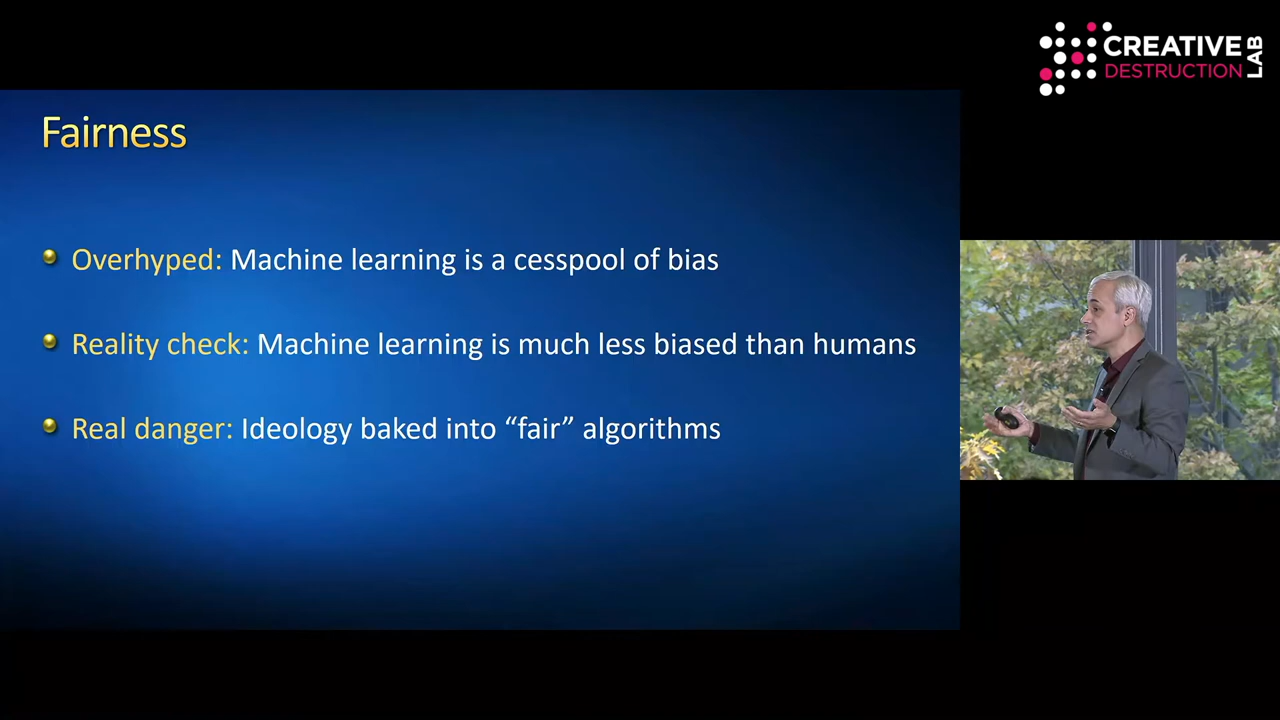 CREATIVE
DESTRUCTION
LAB
Fairness
Overhyped: Machine learning is a cesspool of bias
Reality check: Machine learning is much less biased than humans
Real danger: Ideology baked into “fair” algorithms